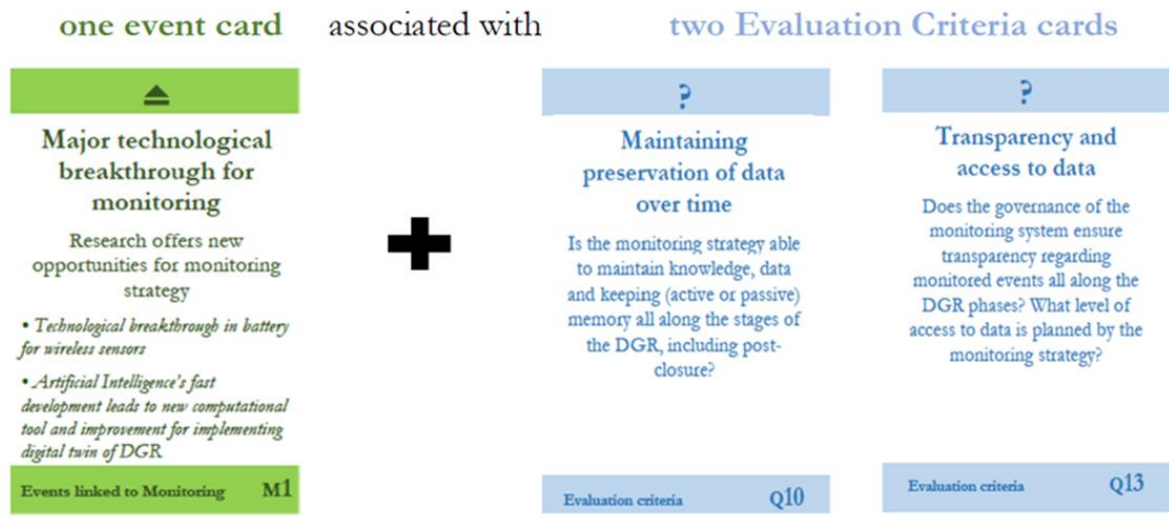 one event card associated with two Evaluation Criteria cards
Major technological
breakthrough for
monitoring
Research offers new
opportunities for monitoring
strategy
• Technological breakthrough in battery
for wireless sensors
• Artificial Intelligence's fast
development leads to new computational
tool and improvement for implementing
digital twin of DGR
Events linked to Monitoring M1
?
Maintaining
preservation of data
over time
Is the monitoring strategy able
to maintain knowledge, data
and keeping (active or passive)
memory all along the stages of
the DGR, including post-
closure?
Evaluation criteria Q10
?
Transparency and
access to data
Does the governance of the
monitoring system ensure
transparency regarding
monitored events all along the
DGR phases? What level of
access to data is planned by the
monitoring strategy?
Evaluation criteria Q13